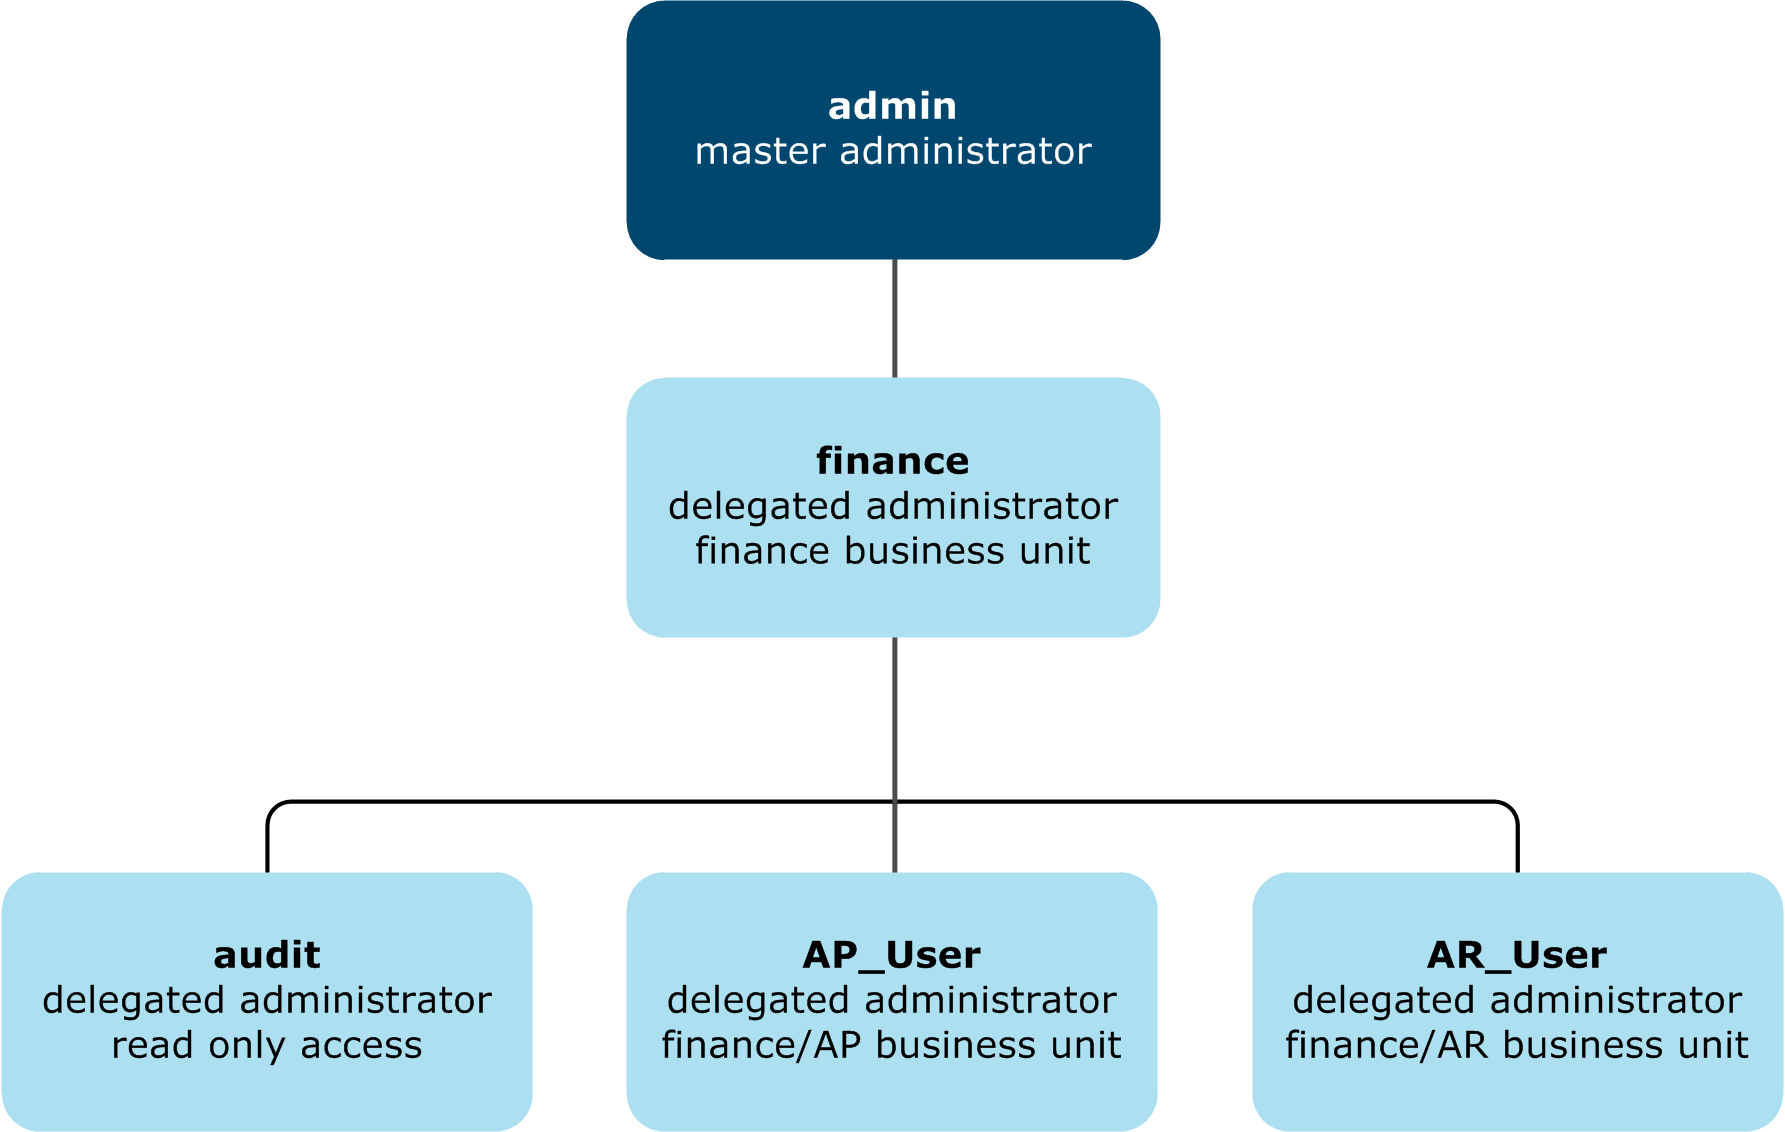 admin
master administrator
finance
delegated administrator
finance business unit
audit
delegated administrator
read only access
AP_User
delegated administrator
finance/AP business unit
AR_User
delegated administrator
finance/AR business unit